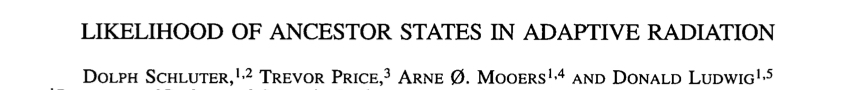 LIKELIHOOD OF ANCESTOR STATES IN ADAPTIVE RADIATION
DOLPH SCHLUTER,1,2 TREVOR PRICE,3 ARNE Ø. MOOERS1,4 AND DONALD LUDWIG1,5